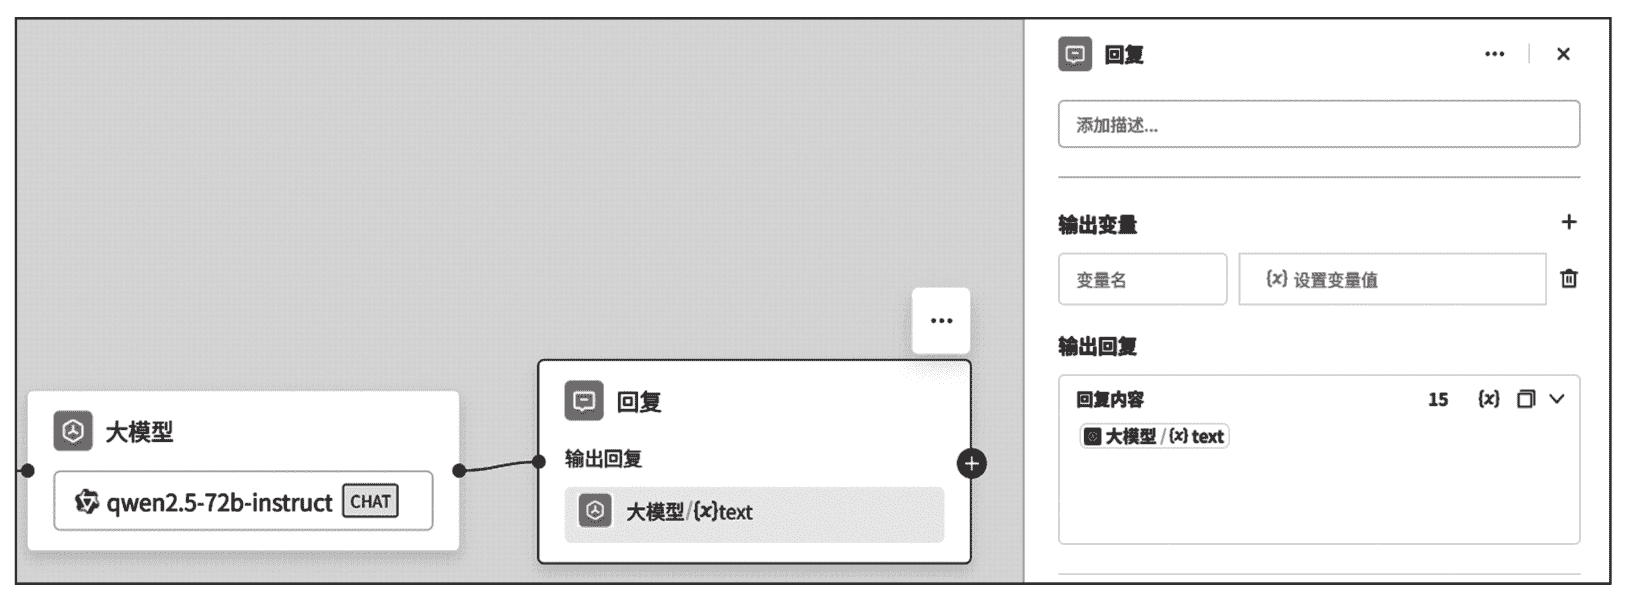 大模型
qwen2.5-72b-instruct CHAT
...
回复
输出回复
大模型/{x}text
回复
添加描述...
输出变量
变量名 {x} 设置变量值
输出回复
回复内容 15 {x}
大模型/{x} text